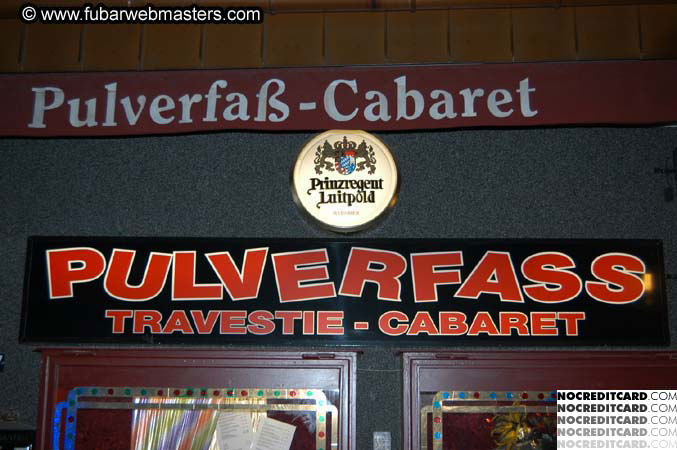 © www.fubarwebmasters.com
Pulverfaß-Cabaret
Prinzregent
Luitpold
WEISSBIER
PULVERFASS
TRAVESTIE - CABARET
NOCREDITCARD.COM
NOCREDITCARD.COM
NOCREDITCARD.COM
NOCREDITCARD.COM
NOCREDITCARD.COM